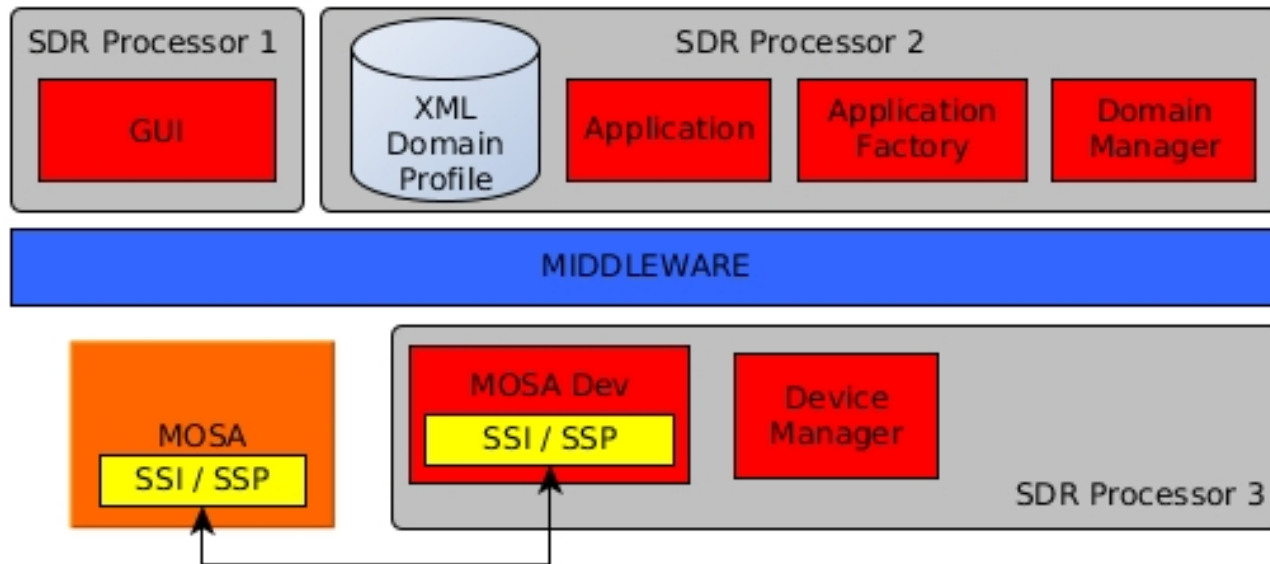 SDR Processor 1
GUI
SDR Processor 2
XML
Domain
Profile
Application
Application
Factory
Domain
Manager
MIDDLEWARE
MOSA
SSI / SSP
MOSA Dev
SSI / SSP
Device
Manager
SDR Processor 3